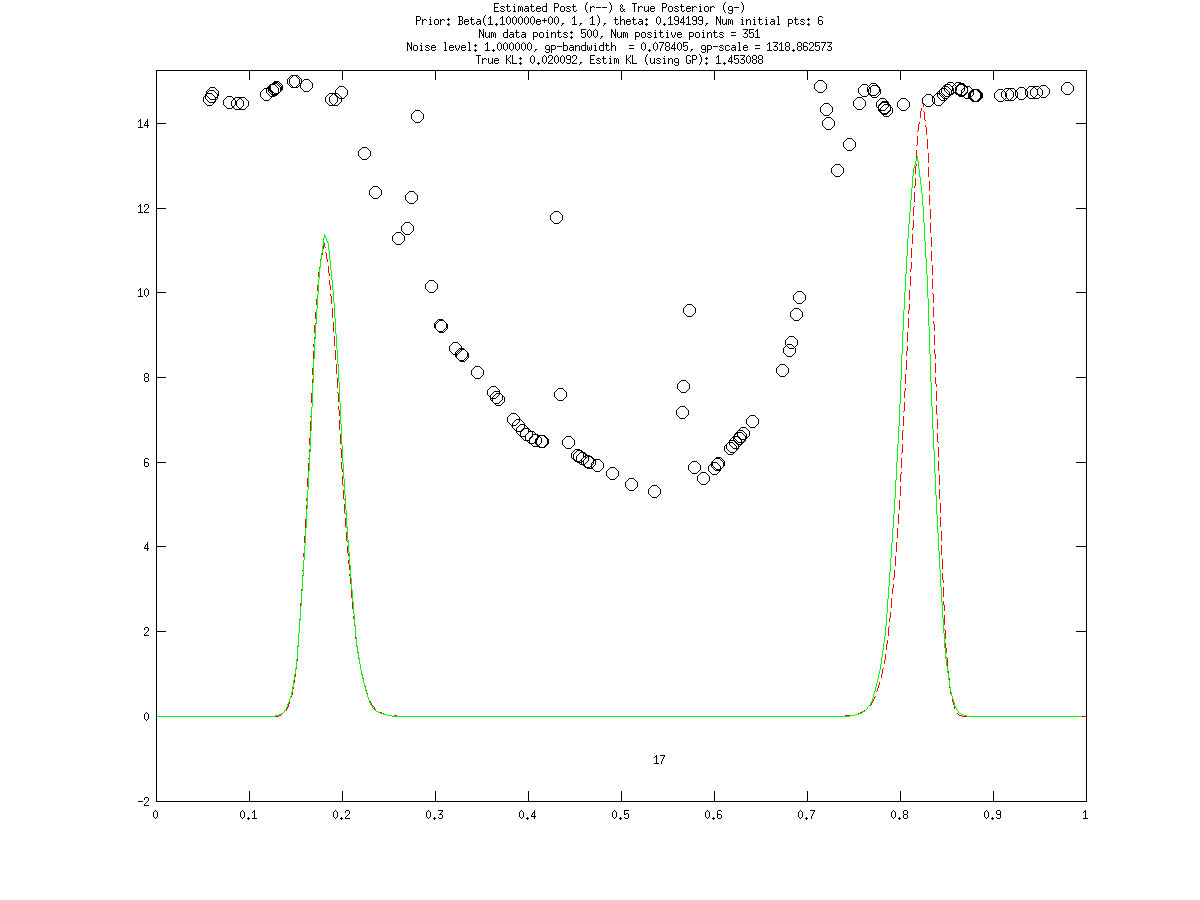 Estimated Post (r--) & True Posterior (g-)
Prior: Beta(1.100000e+00, 1, 1), theta: 0.194199, Num initial pts: 6
Num data points: 500, Num positive points = 351
Noise level: 1.000000, gp-bandwidth  = 0.078405, gp-scale = 1318.862573
True KL: 0.020092, Estim KL (using GP): 1.453088
14
12
10
8
6
4
2
0
17
-2
0 0.1 0.2 0.3 0.4 0.5 0.6 0.7 0.8 0.9 1